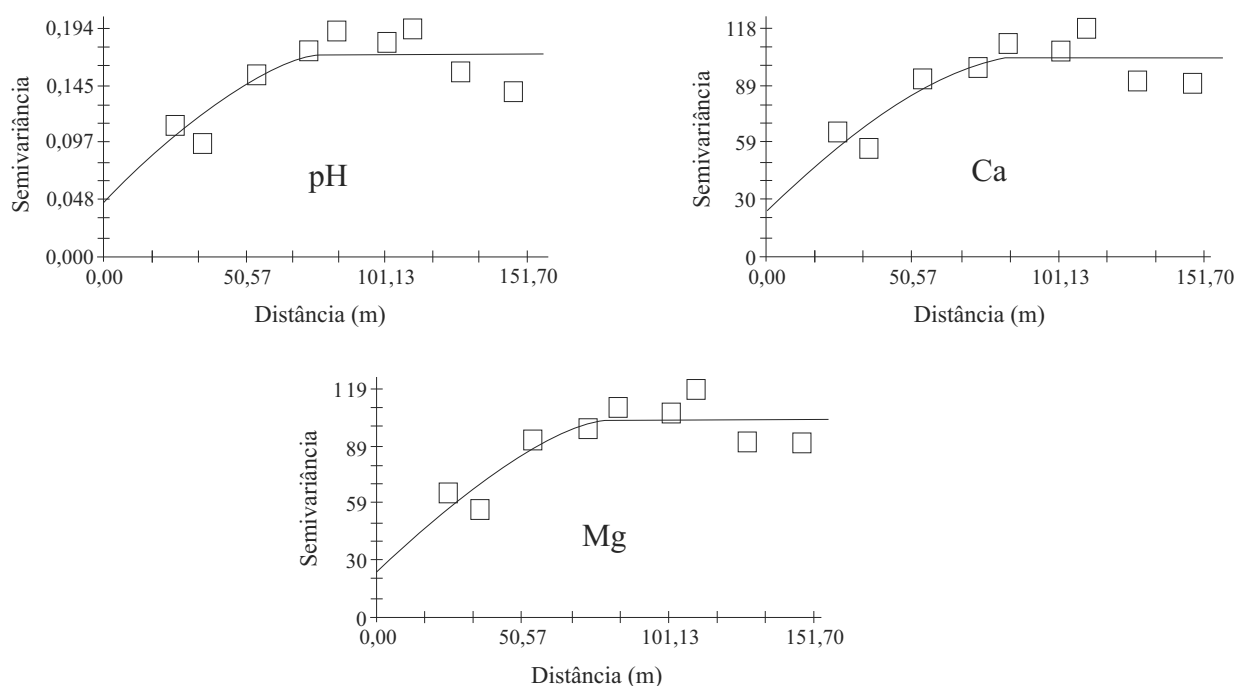 0,194
0,145
0,097
0,048
0,000
Semivariância
pH
0,00 50,57 101,13 151,70
Distância (m)
118
89
59
30
0
Semivariância
Ca
0,00 50,57 101,13 151,70
Distância (m)
119
89
59
30
0
Semivariância
Mg
0,00 50,57 101,13 151,70
Distância (m)